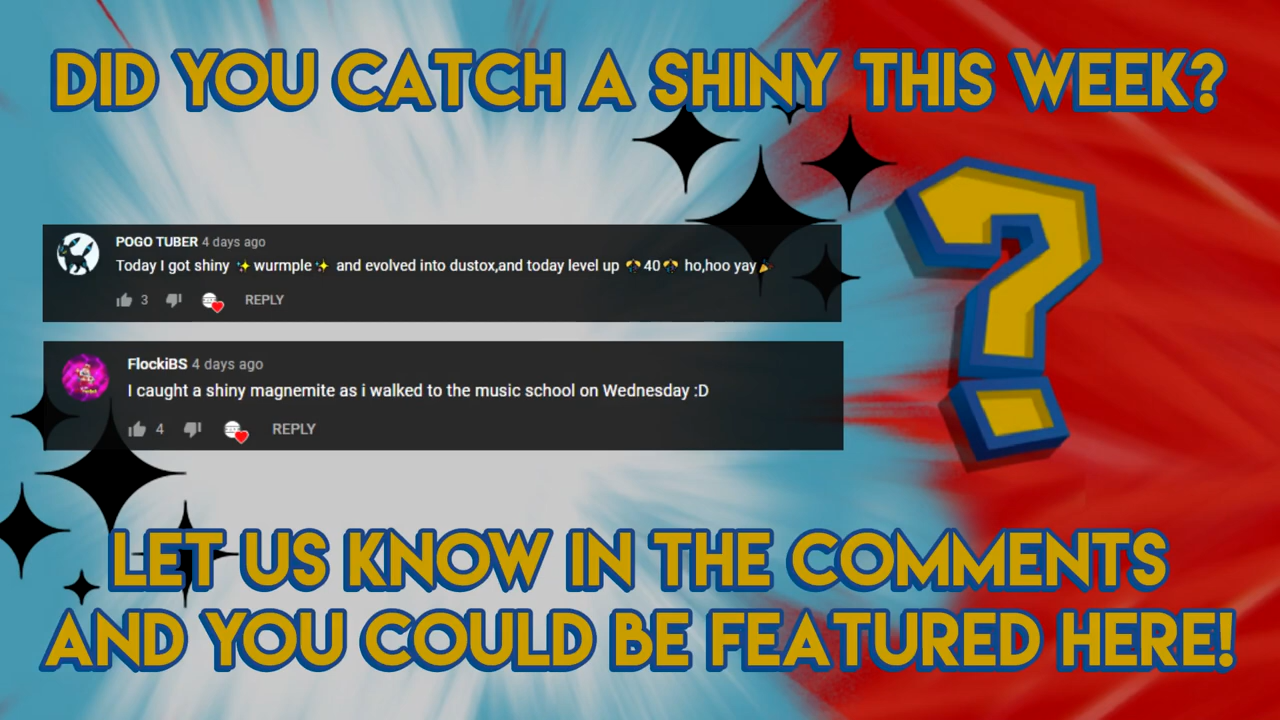 DID YOU CATCH A SHINY THIS WEEK?
POGO TUBER 4 days ago
Today I got shiny ✨wurmple✨ and evolved into dustox,and today level up 🎊40🎊 ho,hoo yay🎉
3 REPLY
FlockiBS 4 days ago
I caught a shiny magnemite as i walked to the music school on Wednesday :D
4 REPLY
?
LET US KNOW IN THE COMMENTS
AND YOU COULD BE FEATURED HERE!